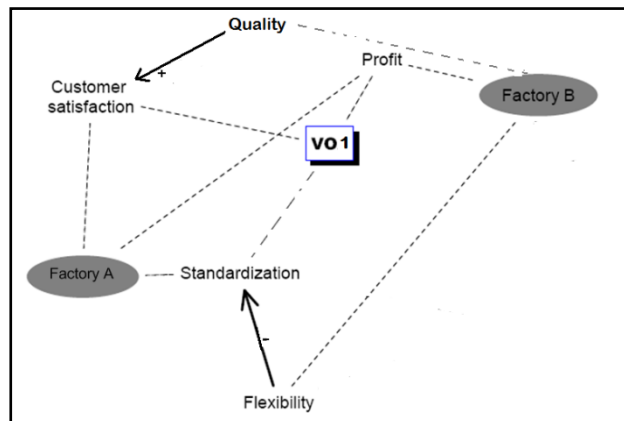 Quality
Profit
+
Customer
satisfaction
Factory B
VO1
Factory A
Standardization
-
Flexibility